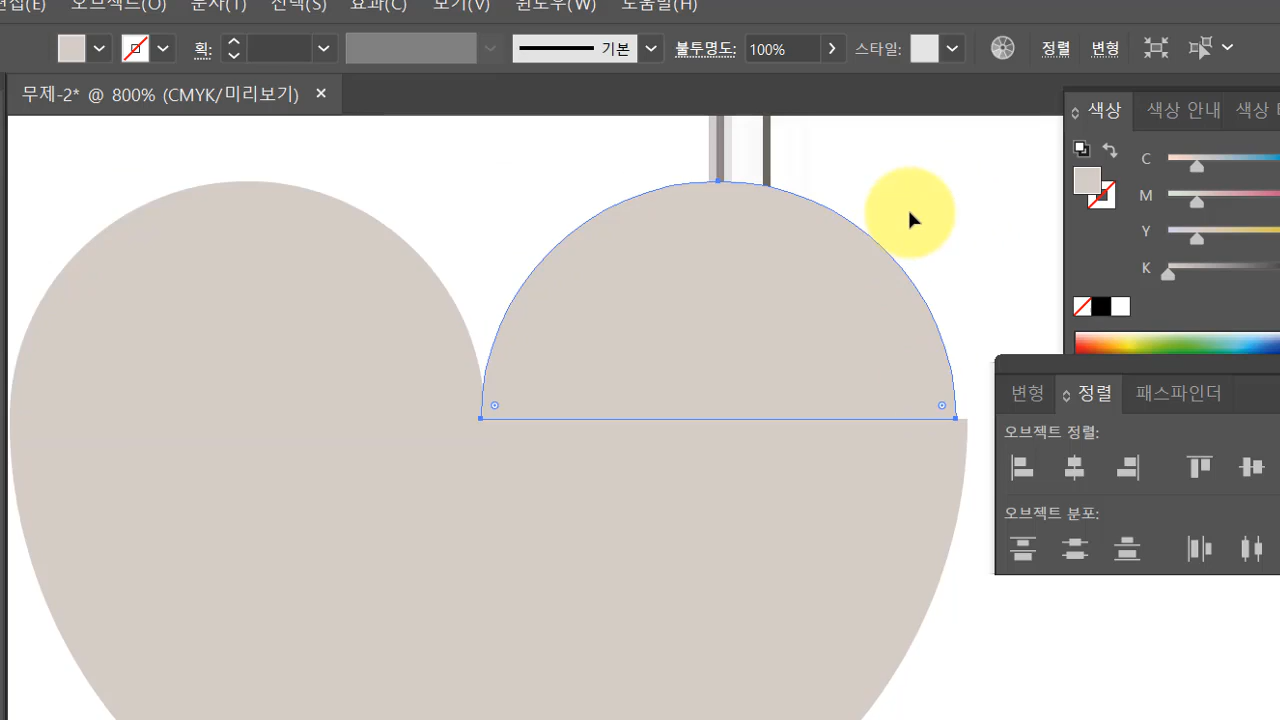 편집(E) 오브젝트(O) 문자(T) 선택(S) 효과(C) 보기(V) 윈도우(W) 도움말(H)
획: 기본 불투명도: 100% 스타일: 정렬 변형
무제-2* @ 800% (CMYK/미리보기) ×
색상 색상 안내 색상
C
M
Y
K
변형 정렬 패스파인더
오브젝트 정렬:
오브젝트 분포: